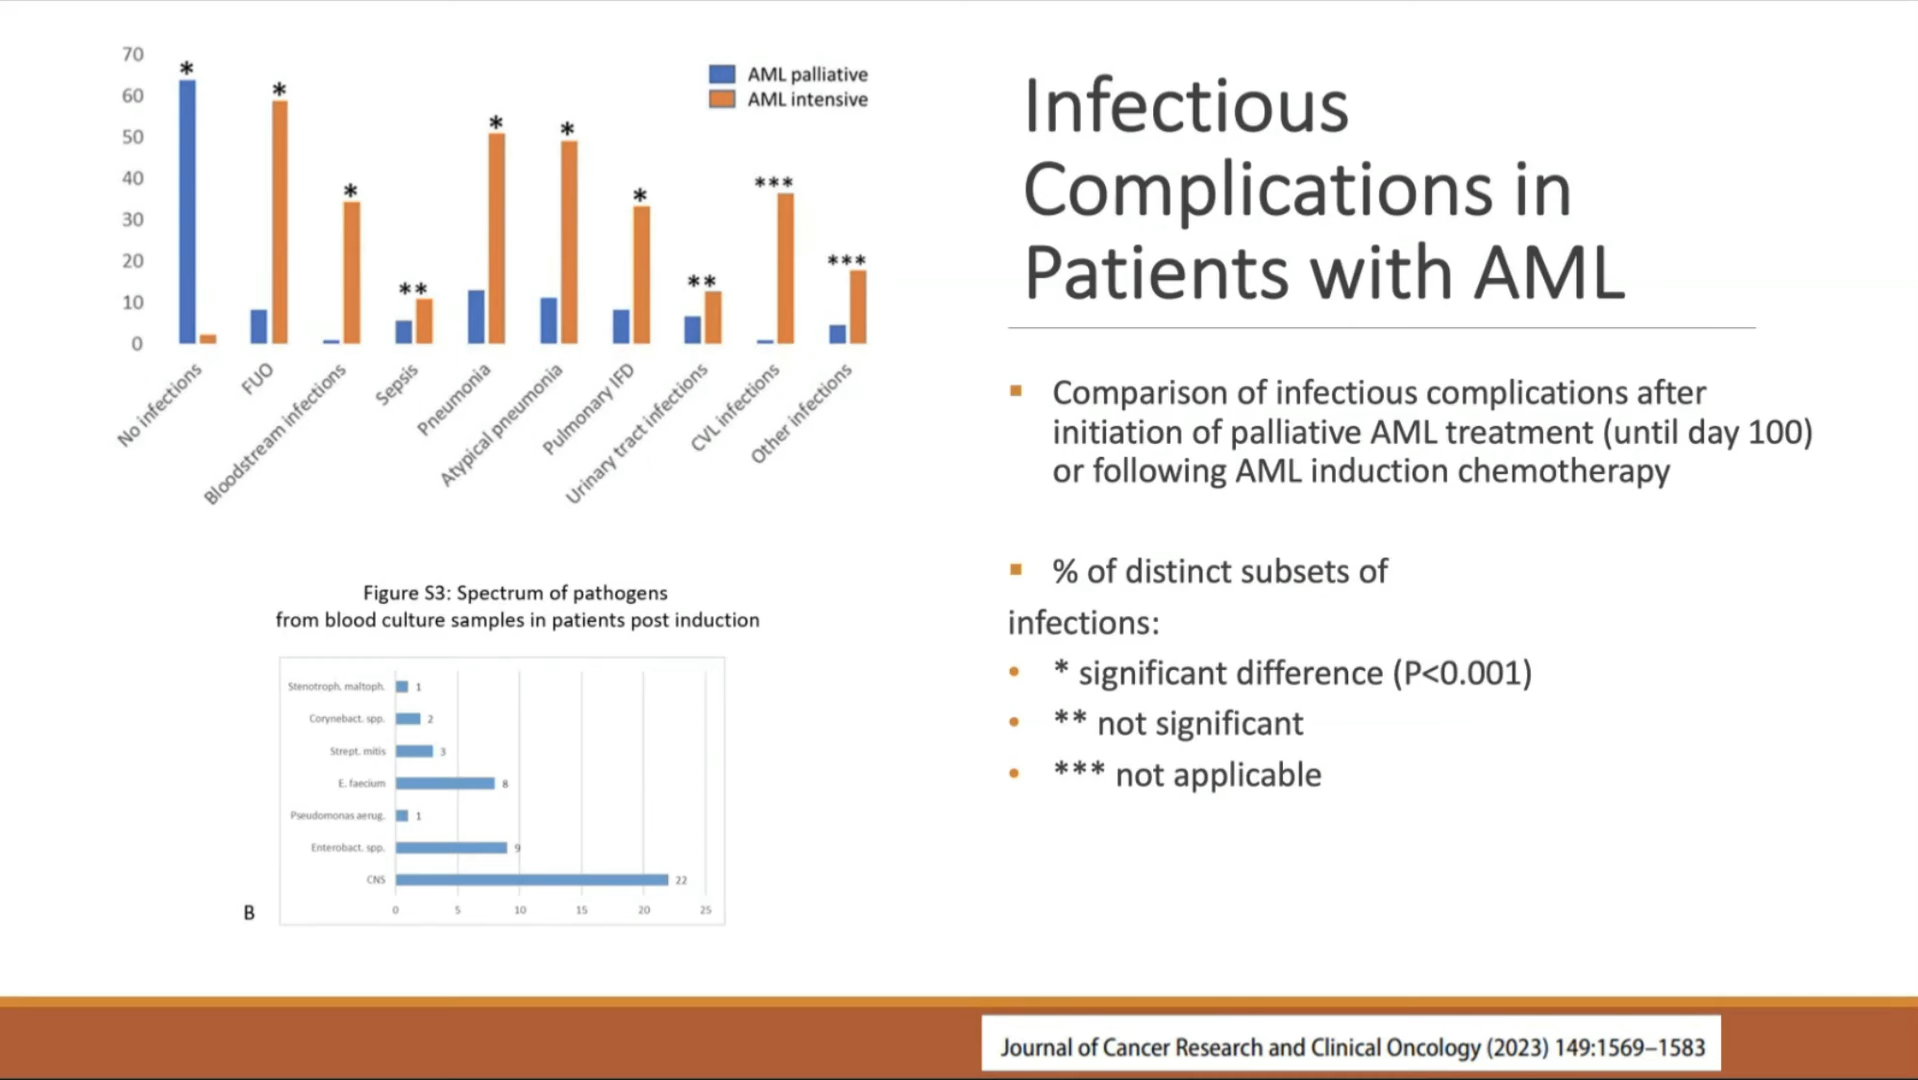 70
60
50
40
30
20
10
0
*
*
*
**
*
*
*
**
***
***
AML palliative
AML intensive
No infections
FUO
Bloodstream infections
Sepsis
Pneumonia
Atypical pneumonia
Pulmonary IFD
Urinary tract infections
CVL infections
Other infections
Figure S3: Spectrum of pathogens
from blood culture samples in patients post induction
Stenotroph. maltoph. 1
Corynebact. spp. 2
Strept. mitis 3
E. faecium 8
Pseudomonas aerug. 1
Enterobact. spp. 9
CNS 22
0 5 10 15 20 25
B
Infectious
Complications in
Patients with AML
Comparison of infectious complications after
initiation of palliative AML treatment (until day 100)
or following AML induction chemotherapy
% of distinct subsets of
infections:
* significant difference (P<0.001)
** not significant
*** not applicable
Journal of Cancer Research and Clinical Oncology (2023) 149:1569–1583